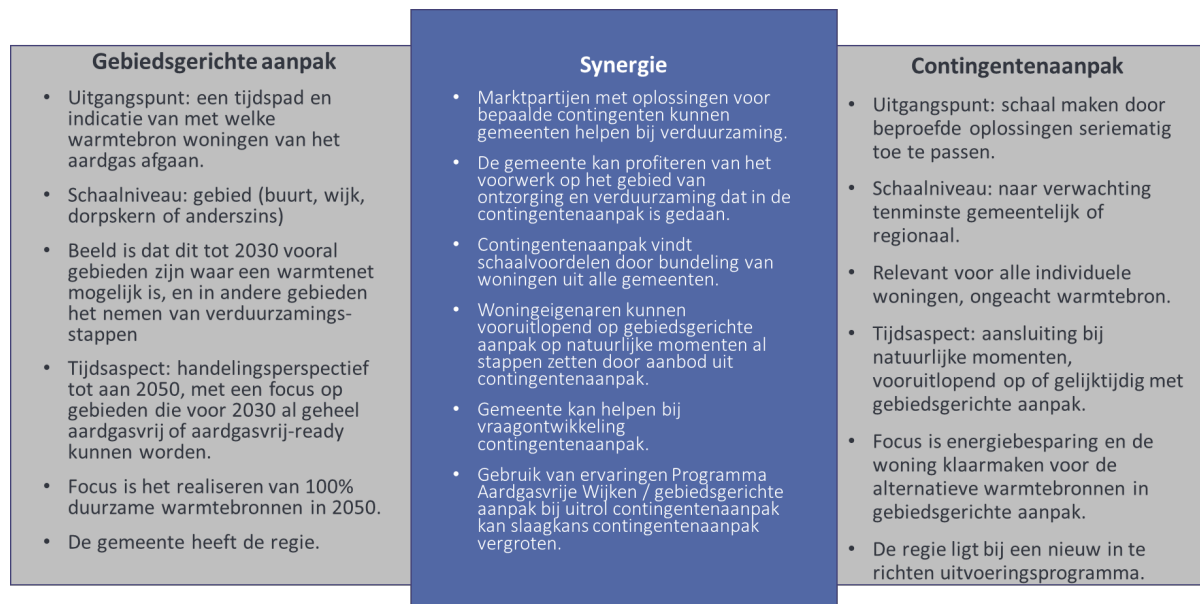 Gebiedsgerichte aanpak
• Uitgangspunt: een tijdspad en
indicatie van met welke
warmtebron woningen van het
aardgas afgaan.
• Schaalniveau: gebied (buurt, wijk,
dorpskern of anderszins)
• Beeld is dat dit tot 2030 vooral
gebieden zijn waar een warmtenet
mogelijk is, en in andere gebieden
het nemen van verduurzamings-
stappen
• Tijdsaspect: handelingsperspectief
tot aan 2050, met een focus op
gebieden die voor 2030 al geheel
aardgasvrij of aardgasvrij-ready
kunnen worden.
• Focus is het realiseren van 100%
duurzame warmtebronnen in 2050.
• De gemeente heeft de regie.
Synergie
• Marktpartijen met oplossingen voor
bepaalde contingenten kunnen
gemeenten helpen bij verduurzaming.
• De gemeente kan profiteren van het
voorwerk op het gebied van
ontzorging en verduurzaming dat in de
contingentenaanpak is gedaan.
• Contingentenaanpak vindt
schaalvoordelen door bundeling van
woningen uit alle gemeenten.
• Woningeigenaren kunnen
vooruitlopend op gebiedsgerichte
aanpak op natuurlijke momenten al
stappen zetten door aanbod uit
contingentenaanpak.
• Gemeente kan helpen bij
vraagontwikkeling
contingentenaanpak.
• Gebruik van ervaringen Programma
Aardgasvrije Wijken / gebiedsgerichte
aanpak bij uitrol contingentenaanpak
kan slaagkans contingentenaanpak
vergroten.
Contingentenaanpak
• Uitgangspunt: schaal maken door
beproefde oplossingen seriematig
toe te passen.
• Schaalniveau: naar verwachting
tenminste gemeentelijk of
regionaal.
• Relevant voor alle individuele
woningen, ongeacht warmtebron.
• Tijdsaspect: aansluiting bij
natuurlijke momenten,
vooruitlopend op of gelijktijdig met
gebiedsgerichte aanpak.
• Focus is energiebesparing en de
woning klaarmaken voor de
alternatieve warmtebronnen in
gebiedsgerichte aanpak.
• De regie ligt bij een nieuw in te
richten uitvoeringsprogramma.